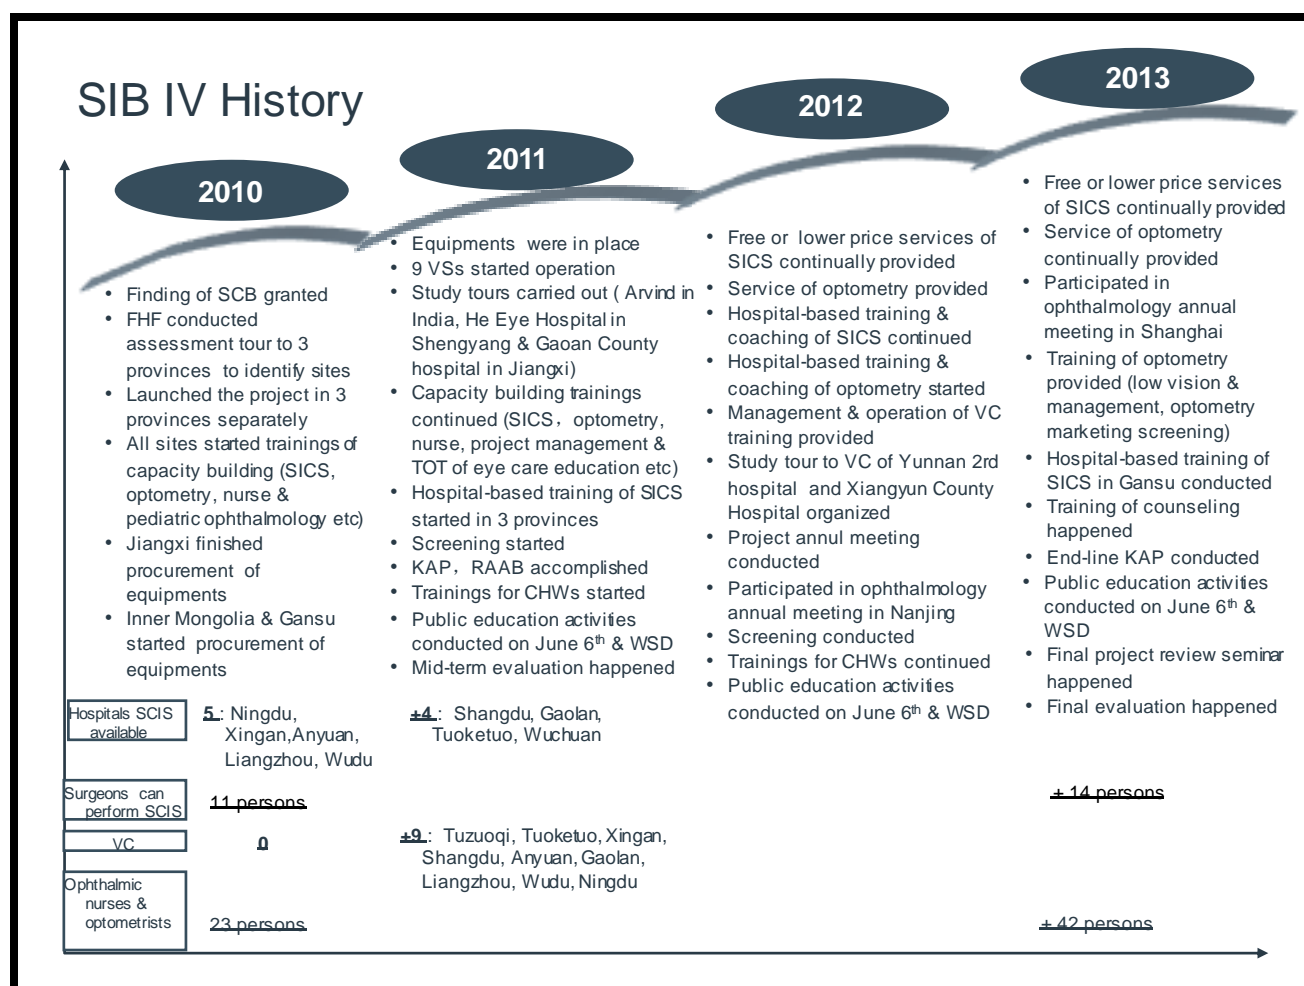 SIB IV History
2010
• Finding of SCB granted
• FHF conducted
assessment tour to 3
provinces to identify sites
• Launched the project in 3
provinces separately
• All sites started trainings of
capacity building (SICS,
optometry, nurse &
pediatric ophthalmology etc)
• Jiangxi finished
procurement of
equipments
• Inner Mongolia & Gansu
started procurement of
equipments
2011
• Equipments were in place
• 9 VSs started operation
• Study tours carried out ( Arvind in
India, He Eye Hospital in
Shengyang & Gaoan County
hospital in Jiangxi)
• Capacity building trainings
continued (SICS，optometry,
nurse, project management &
TOT of eye care education etc)
• Hospital-based training of SICS
started in 3 provinces
• Screening started
• KAP，RAAB accomplished
• Trainings for CHWs started
• Public education activities
conducted on June 6th & WSD
• Mid-term evaluation happened
2012
• Free or lower price services of
SICS continually provided
• Service of optometry provided
• Hospital-based training &
coaching of SICS continued
• Hospital-based training &
coaching of optometry started
• Management & operation of VC
training provided
• Study tour to VC of Yunnan 2rd
hospital and Xiangyun County
Hospital organized
• Project annul meeting
conducted
• Participated in ophthalmology
annual meeting in Nanjing
• Screening conducted
• Trainings for CHWs continued
• Public education activities
conducted on June 6th & WSD
2013
• Free or lower price services
of SICS continually provided
• Service of optometry
continually provided
• Participated in
ophthalmology annual
meeting in Shanghai
• Training of optometry
provided (low vision &
management, optometry
marketing screening)
• Hospital-based training of
SICS in Gansu conducted
• Training of counseling
happened
• End-line KAP conducted
• Public education activities
conducted on June 6th &
WSD
• Final project review seminar
happened
• Final evaluation happened
Hospitals SCIS
available
5 : Ningdu,
Xingan,Anyuan,
Liangzhou, Wudu
+4 : Shangdu, Gaolan,
Tuoketuo, Wuchuan
Surgeons can
perform SCIS
11 persons
+ 14 persons
VC
0
+9 : Tuzuoqi, Tuoketuo, Xingan,
Shangdu, Anyuan, Gaolan,
Liangzhou, Wudu, Ningdu
Ophthalmic
nurses &
optometrists
23 persons
+ 42 persons